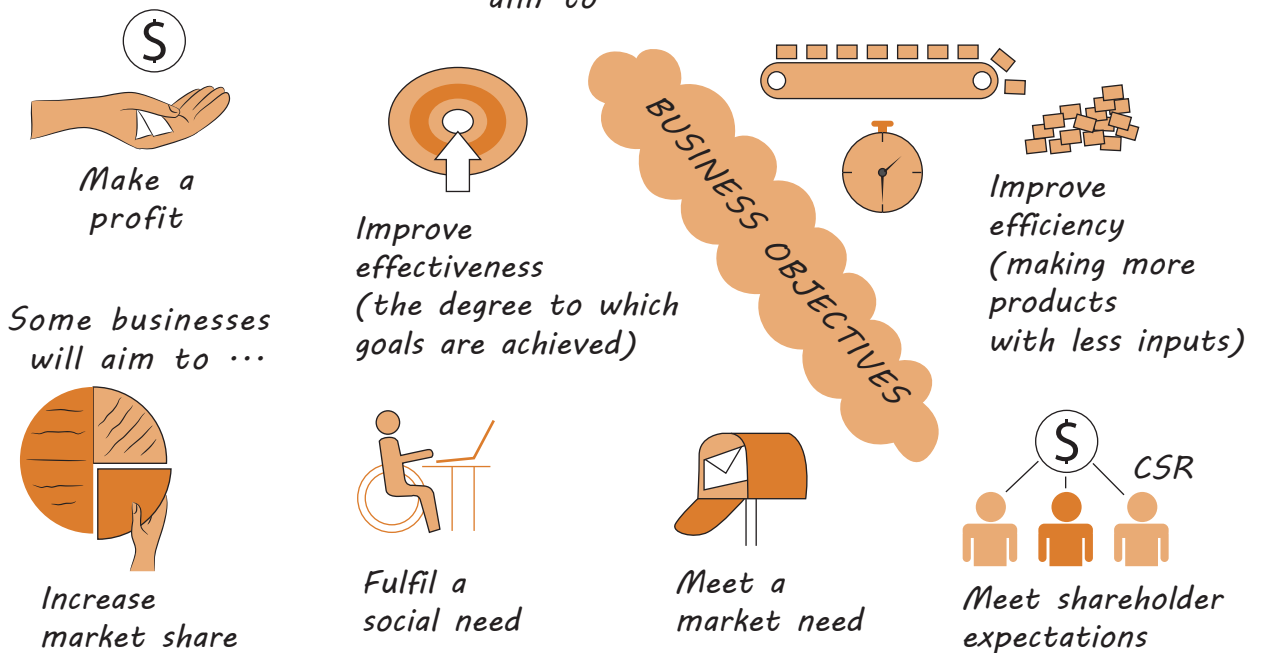 aim to
$
Make a
profit
Improve
effectiveness
(the degree to which
goals are achieved)
BUSINESS OBJECTIVES
Improve
efficiency
(making more
products
with less inputs)
Some businesses
will aim to ...
Increase
market share
Fulfil a
social need
Meet a
market need
$
CSR
Meet shareholder
expectations